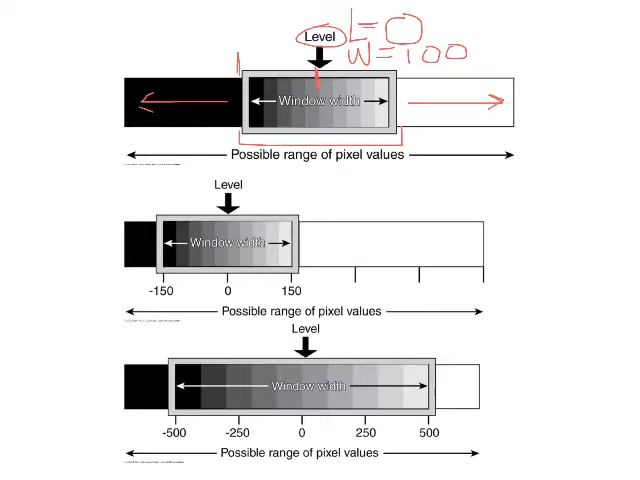 Level L=0
W=100
Window width
Possible range of pixel values
Level
Window width
-150 0 150
Possible range of pixel values
Level
Window width
-500 -250 0 250 500
Possible range of pixel values